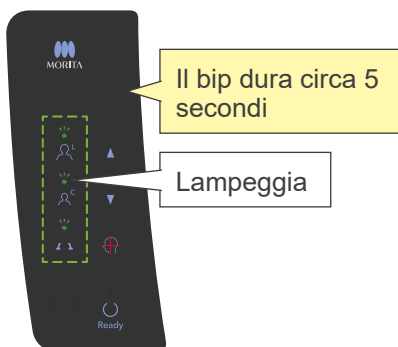 MORITA
Il bip dura circa 5
secondi
L
Lampeggia
C
Ready